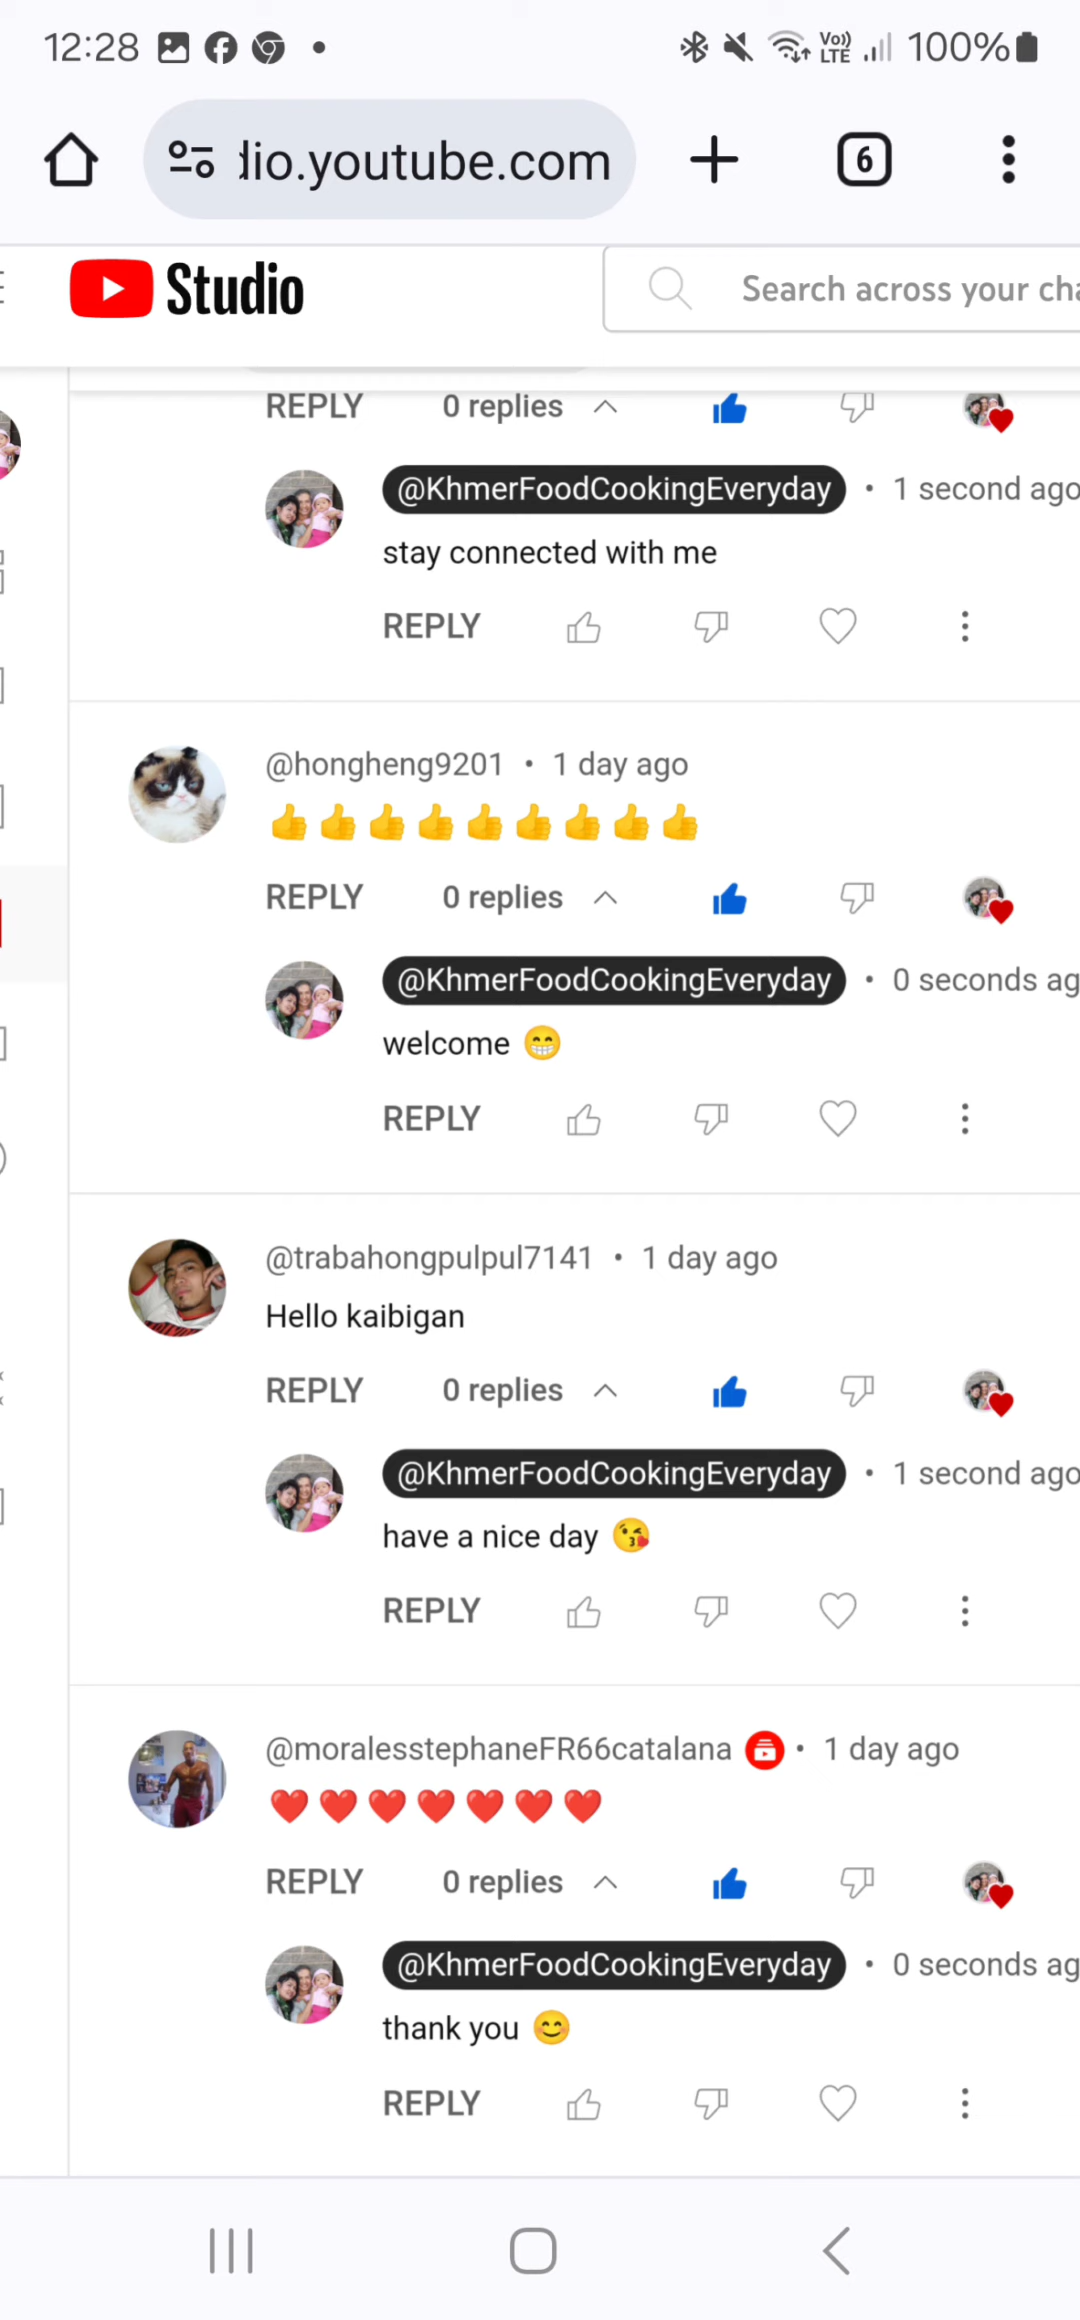 12:28 Vo)) LTE 100%
dio.youtube.com 6
Studio Search across your cha
REPLY 0 replies
@KhmerFoodCookingEveryday • 1 second ago
stay connected with me
REPLY
@hongheng9201 • 1 day ago
👍👍👍👍👍👍👍👍👍
REPLY 0 replies
@KhmerFoodCookingEveryday • 0 seconds ag
welcome 😁
REPLY
@trabahongpulpul7141 • 1 day ago
Hello kaibigan
REPLY 0 replies
@KhmerFoodCookingEveryday • 1 second ago
have a nice day 😘
REPLY
@moralesstephaneFR66catalana • 1 day ago
❤️❤️❤️❤️❤️❤️❤️
REPLY 0 replies
@KhmerFoodCookingEveryday • 0 seconds ag
thank you 😊
REPLY